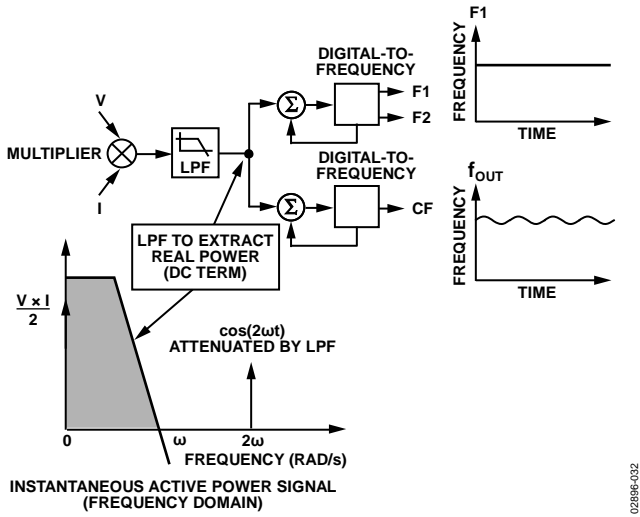 V
MULTIPLIER
I
LPF
DIGITAL-TO-
FREQUENCY
Σ
F1
F2
DIGITAL-TO-
FREQUENCY
Σ
CF
F1
FREQUENCY
TIME
fOUT
FREQUENCY
TIME
LPF TO EXTRACT
REAL POWER
(DC TERM)
V × I
2
cos(2ωt)
ATTENUATED BY LPF
0
ω
2ω
FREQUENCY (RAD/s)
INSTANTANEOUS ACTIVE POWER SIGNAL
(FREQUENCY DOMAIN)
02896-032